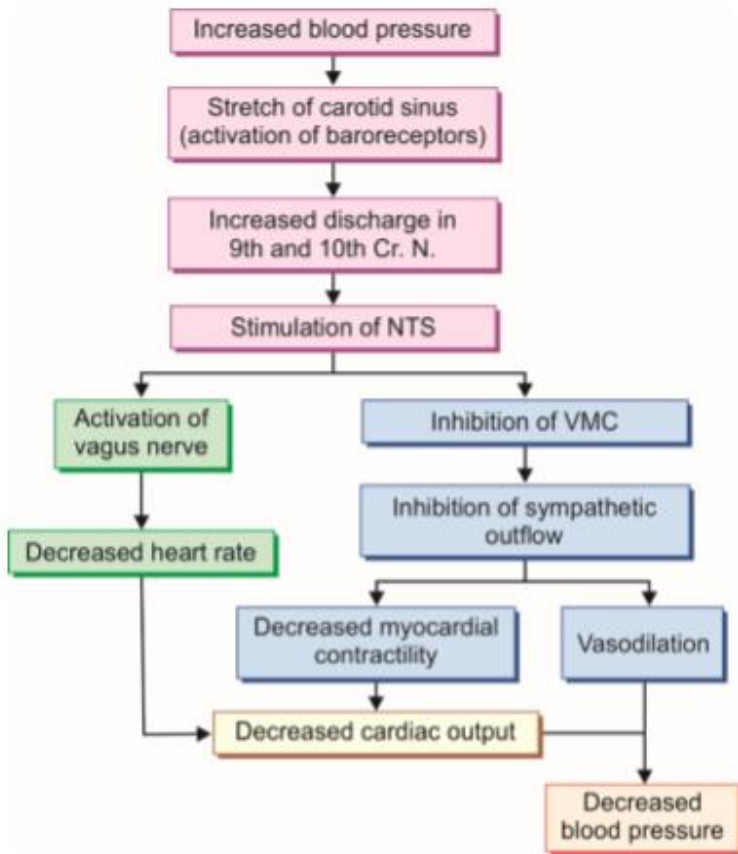 Increased blood pressure
Stretch of carotid sinus
(activation of baroreceptors)
Increased discharge in
9th and 10th Cr. N.
Stimulation of NTS
Activation of
vagus nerve
Inhibition of VMC
Inhibition of sympathetic
outflow
Decreased heart rate
Decreased myocardial
contractility
Vasodilation
Decreased cardiac output
Decreased
blood pressure